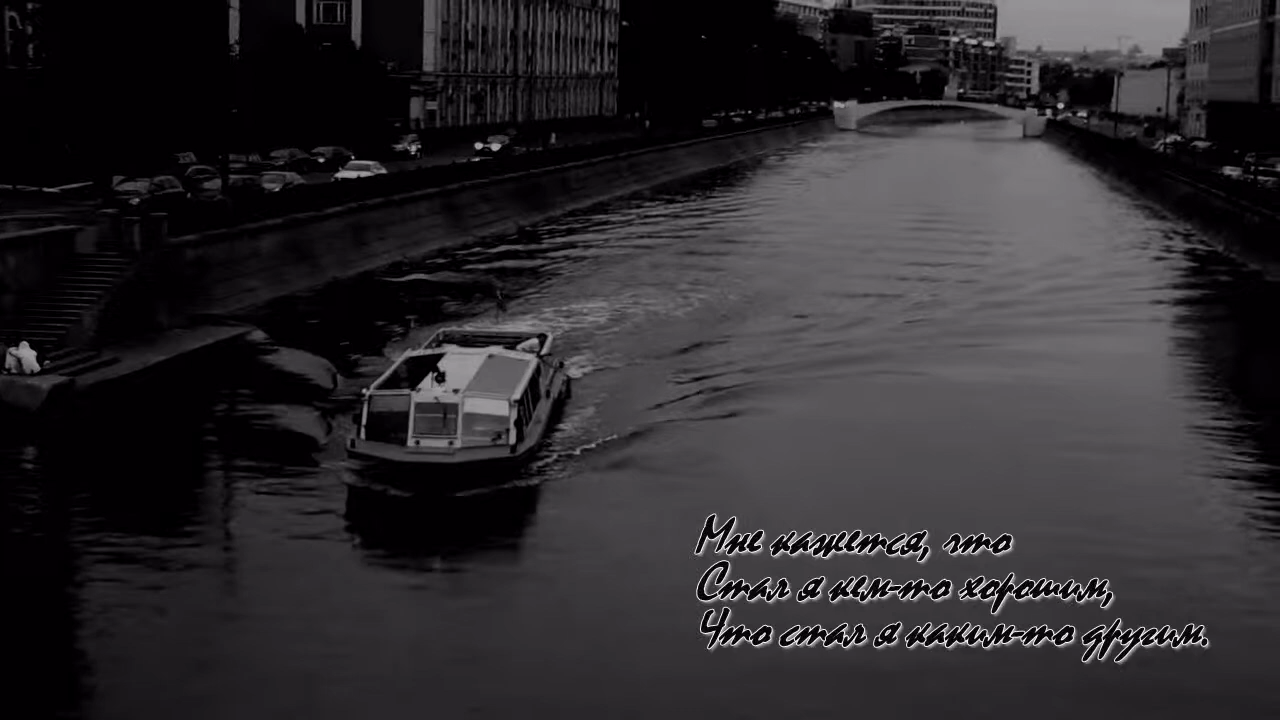 Мне кажется, что
Стал я кем-то хорошим,
Что стал я каким-то другим.